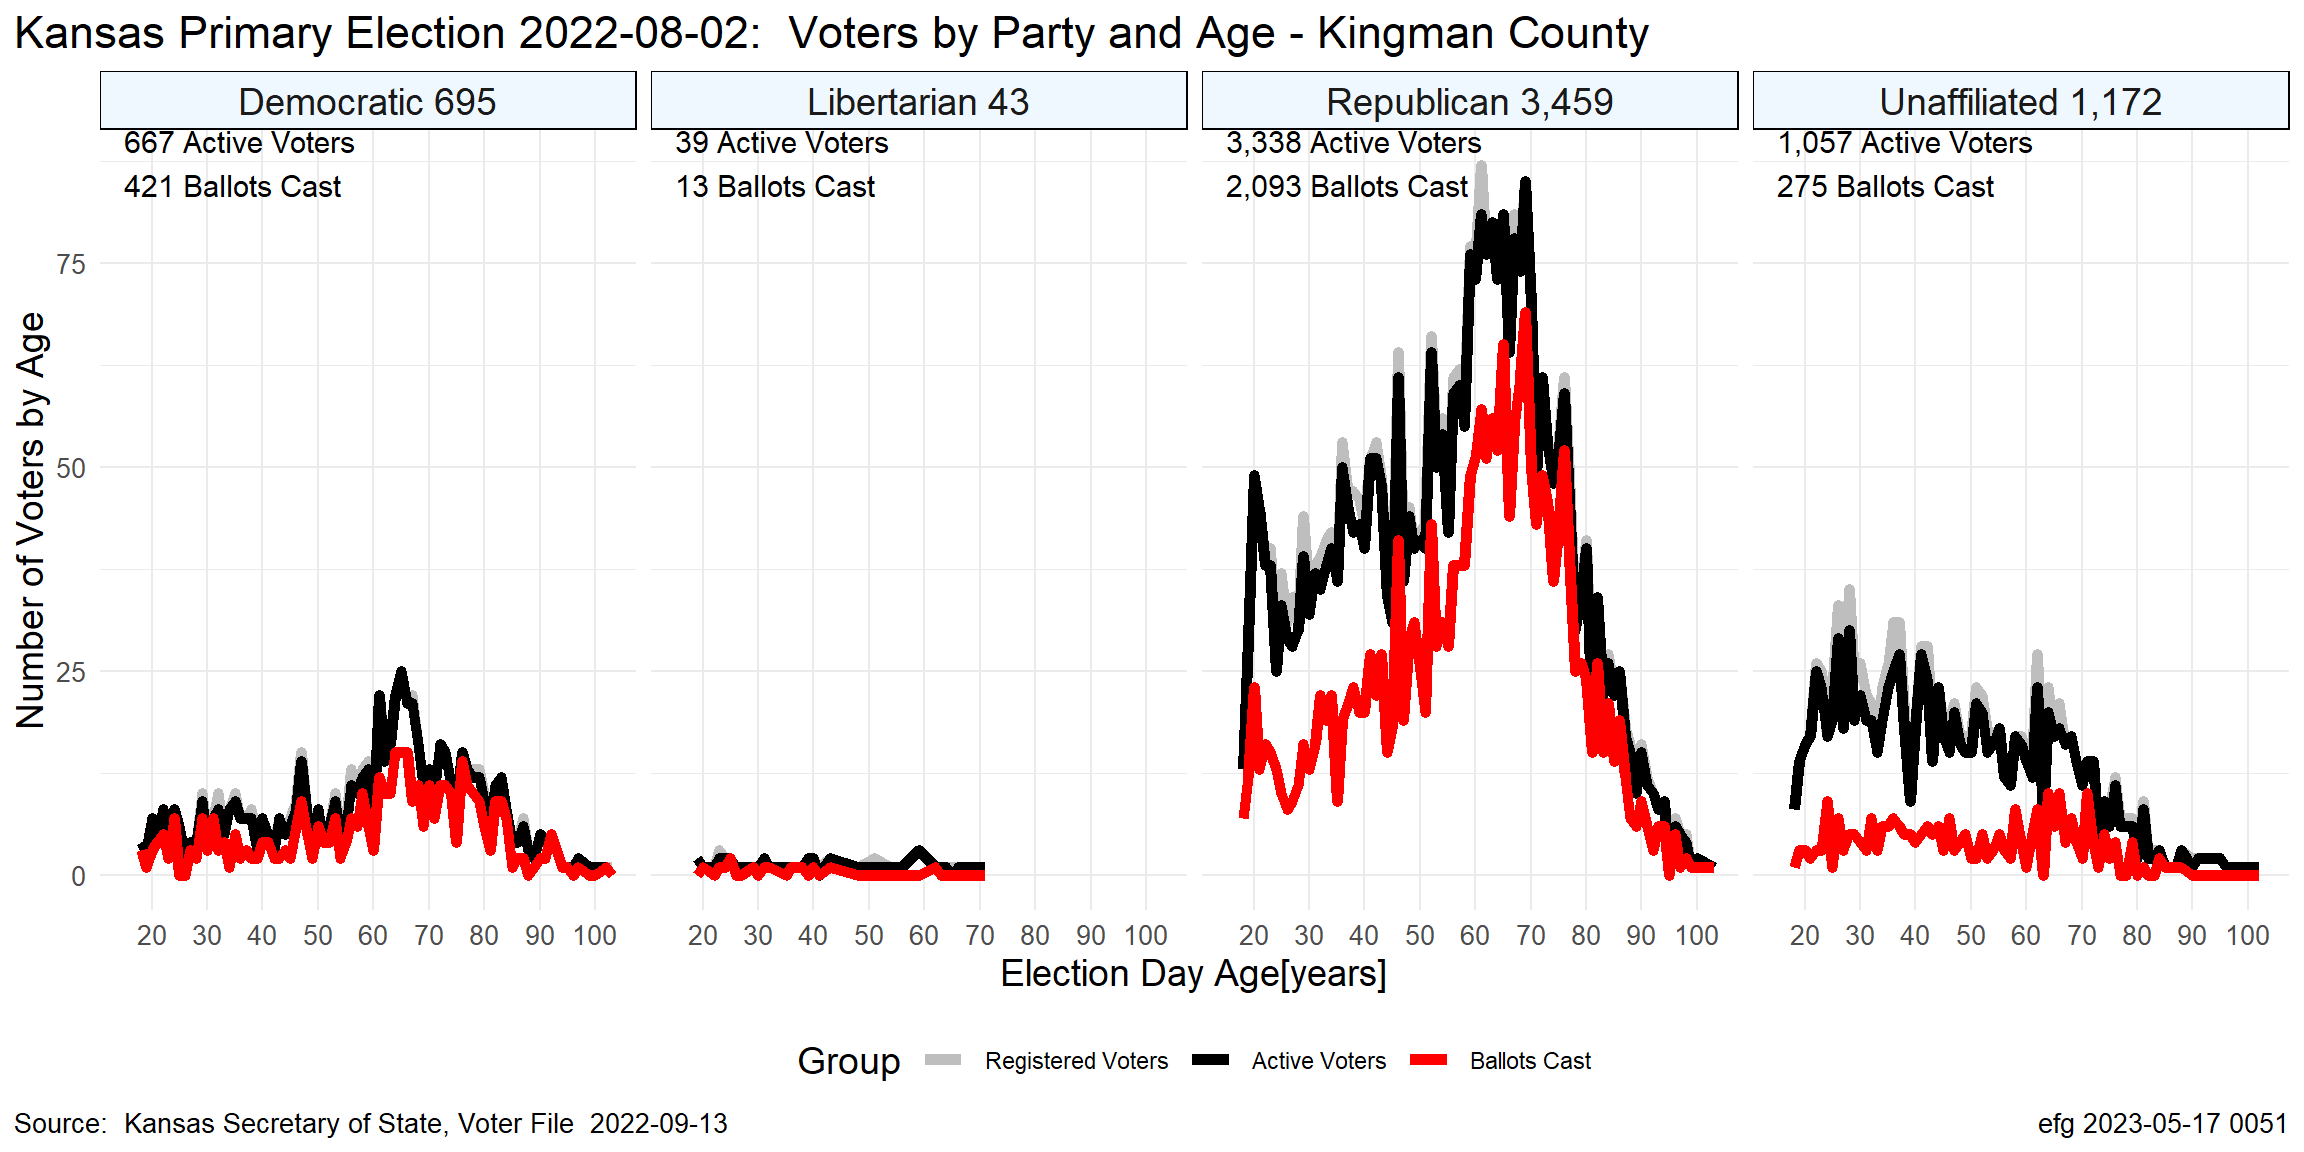 Kansas Primary Election 2022-08-02:  Voters by Party and Age - Kingman County
Democratic 695
Libertarian 43
Republican 3,459
Unaffiliated 1,172
667 Active Voters
421 Ballots Cast
39 Active Voters
13 Ballots Cast
3,338 Active Voters
2,093 Ballots Cast
1,057 Active Voters
275 Ballots Cast
Number of Voters by Age
75
50
25
0
20 30 40 50 60 70 80 90 100
20 30 40 50 60 70 80 90 100
20 30 40 50 60 70 80 90 100
20 30 40 50 60 70 80 90 100
Election Day Age[years]
Group Registered Voters Active Voters Ballots Cast
Source:  Kansas Secretary of State, Voter File  2022-09-13
efg 2023-05-17 0051